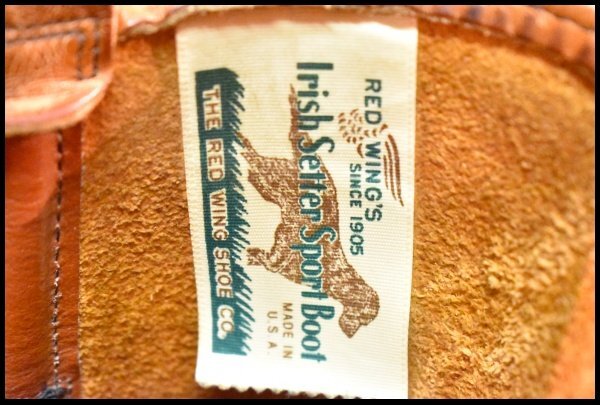 RED WING'S
SINCE 1905
Irish Setter Sport Boot
MADE IN
U.S.A.
THE RED WING SHOE CO.